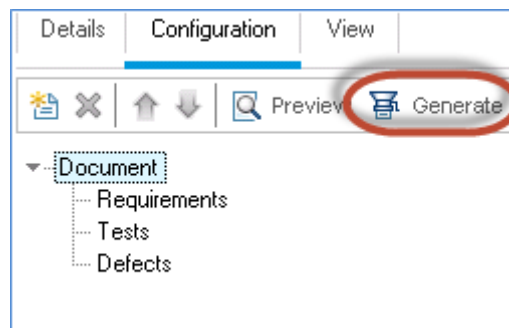 Details Configuration View
Preview Generate
Document
Requirements
Tests
Defects